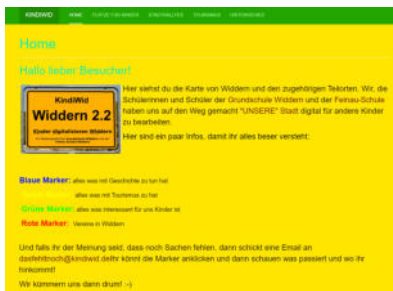 KINDIWID HOME
Home
Hallo lieber Besucher!
KindiWid
Widdern 2.2
Kinder digitalisieren Widdern
Hier siehst du die Karte von Widdern und den zugehörigen Teilorten. Wir, die
Schülerinnen und Schüler der Grundschule Widdern und der Feinau-Schule
haben uns auf den Weg gemacht "UNSERE" Stadt digital für andere Kinder
zu bearbeiten.
Hier sind ein paar Infos, damit ihr alles beser versteht:
Blaue Marker: alles was mit Geschichte zu tun hat
alles was mit Tourismus zu hat
Grüne Marker: alles was interessant für uns Kinder ist
Rote Marker: Vereine in Widdern
Und falls ihr der Meinung seid, dass noch Sachen fehlen, dann schickt eine Email an
dasfehltnoch@kindiwid.deIhr könnt die Marker anklicken und dann schauen was passiert und wo ihr
hinkommt!
Wir kümmern uns dann drum! :-)